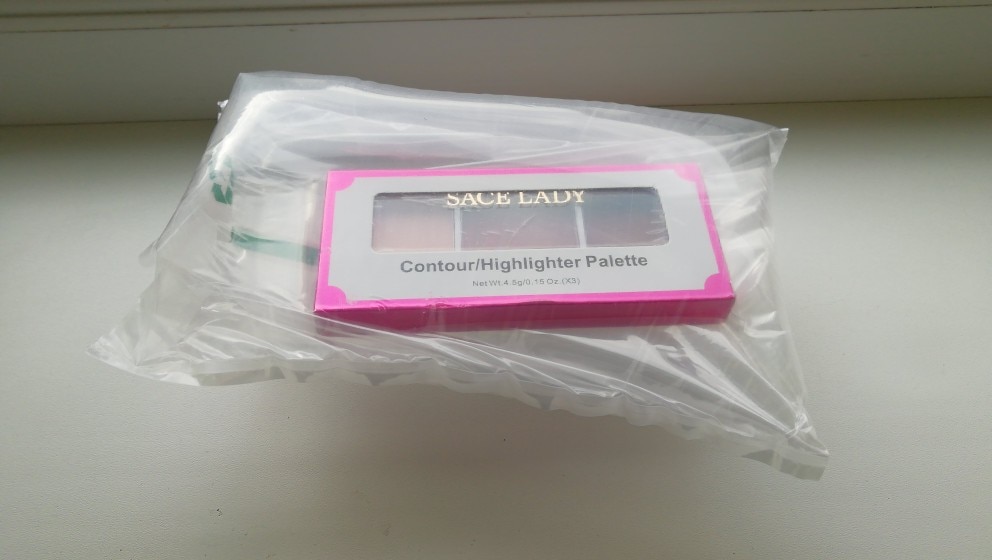 SACE LADY
Contour/Highlighter Palette
Net Wt.4.5g/0.15 Oz.(X3)